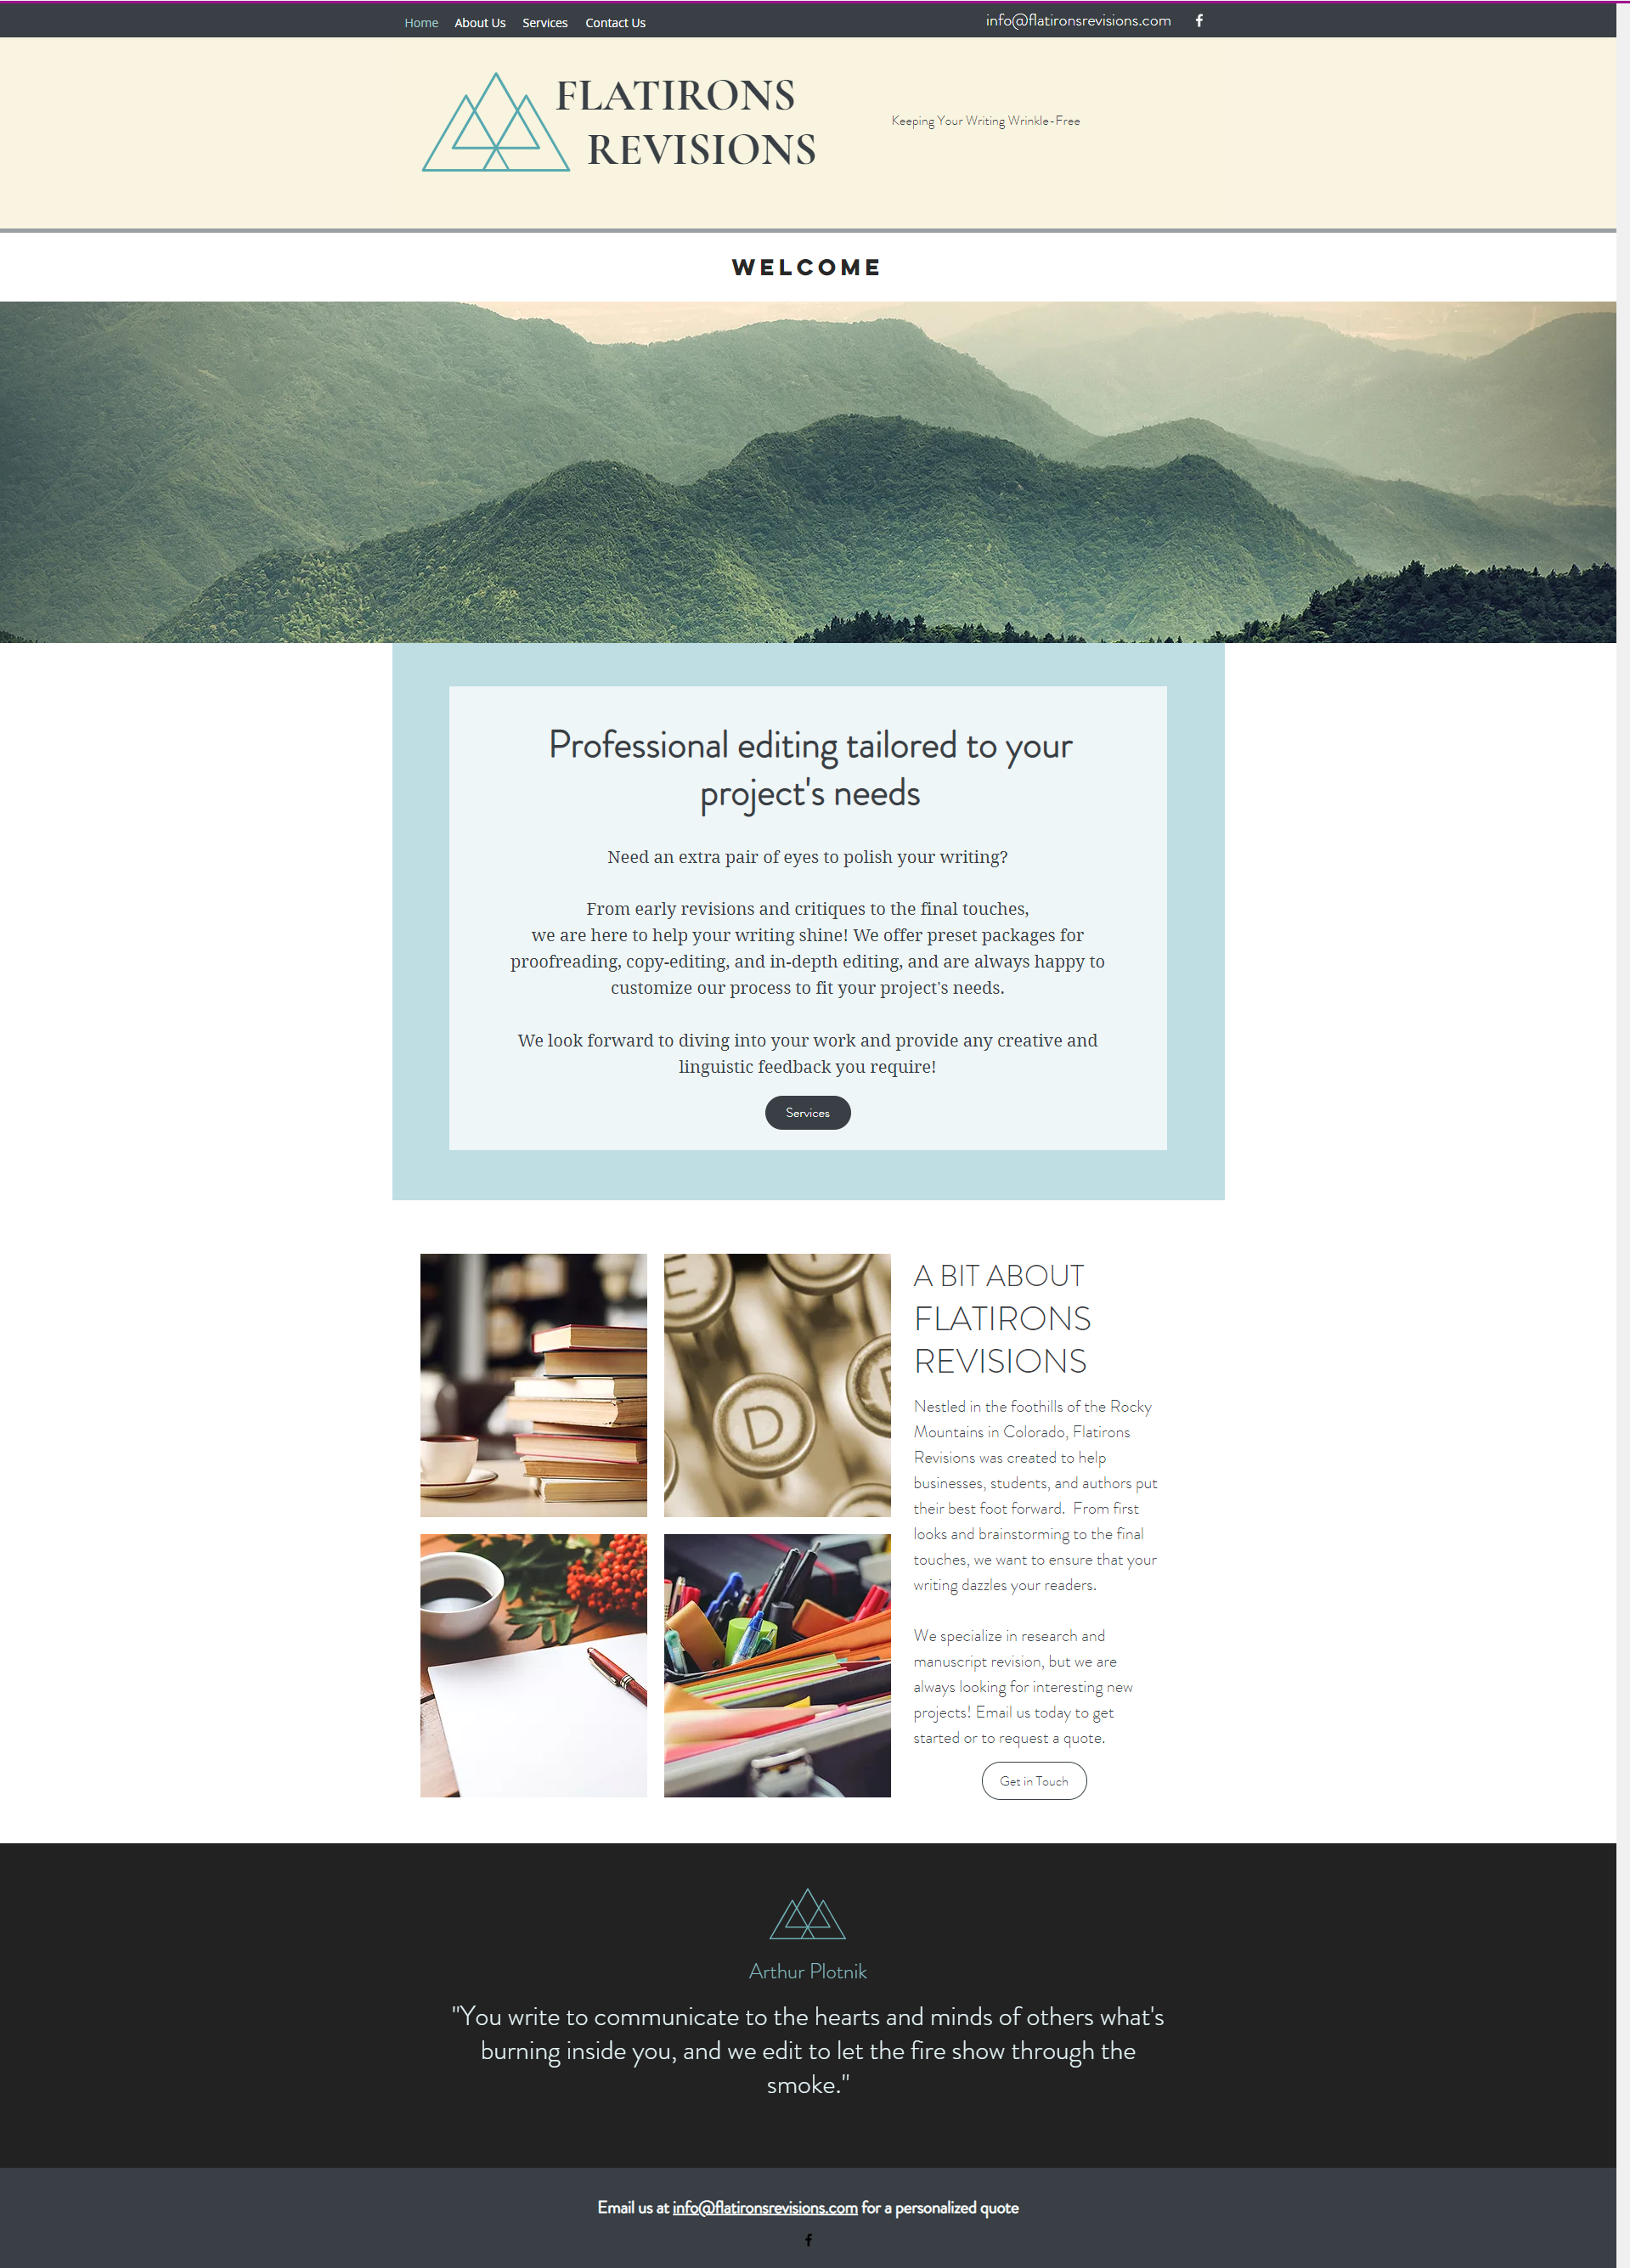 Home About Us Services Contact Us info@flatironsrevisions.com
FLATIRONS
REVISIONS
Keeping Your Writing Wrinkle-Free
WELCOME
Professional editing tailored to your
project's needs
Need an extra pair of eyes to polish your writing?
From early revisions and critiques to the final touches,
we are here to help your writing shine! We offer preset packages for
proofreading, copy-editing, and in-depth editing, and are always happy to
customize our process to fit your project's needs.
We look forward to diving into your work and provide any creative and
linguistic feedback you require!
Services
E
D
A BIT ABOUT
FLATIRONS
REVISIONS
Nestled in the foothills of the Rocky
Mountains in Colorado, Flatirons
Revisions was created to help
businesses, students, and authors put
their best foot forward.  From first
looks and brainstorming to the final
touches, we want to ensure that your
writing dazzles your readers.
We specialize in research and
manuscript revision, but we are
always looking for interesting new
projects! Email us today to get
started or to request a quote.
Get in Touch
Arthur Plotnik
"You write to communicate to the hearts and minds of others what's
burning inside you, and we edit to let the fire show through the
smoke."
Email us at info@flatironsrevisions.com for a personalized quote